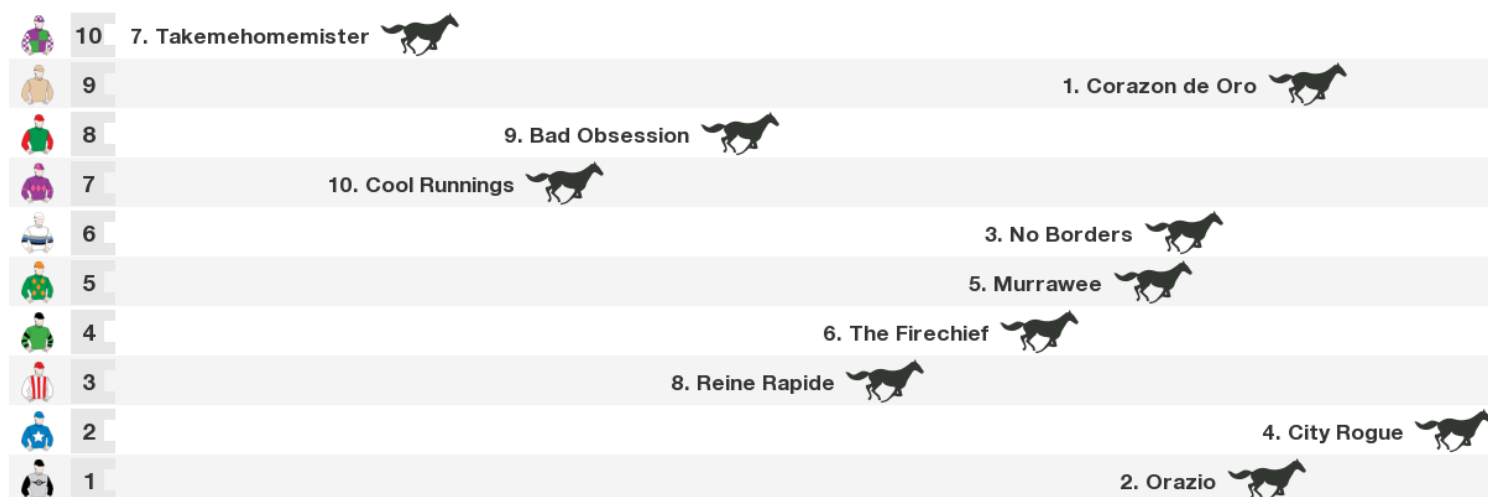 10 7. Takemehomemister
9 1. Corazon de Oro
8 9. Bad Obsession
7 10. Cool Runnings
6 3. No Borders
5 5. Murrawee
4 6. The Firechief
3 8. Reine Rapide
2 4. City Rogue
1 2. Orazio